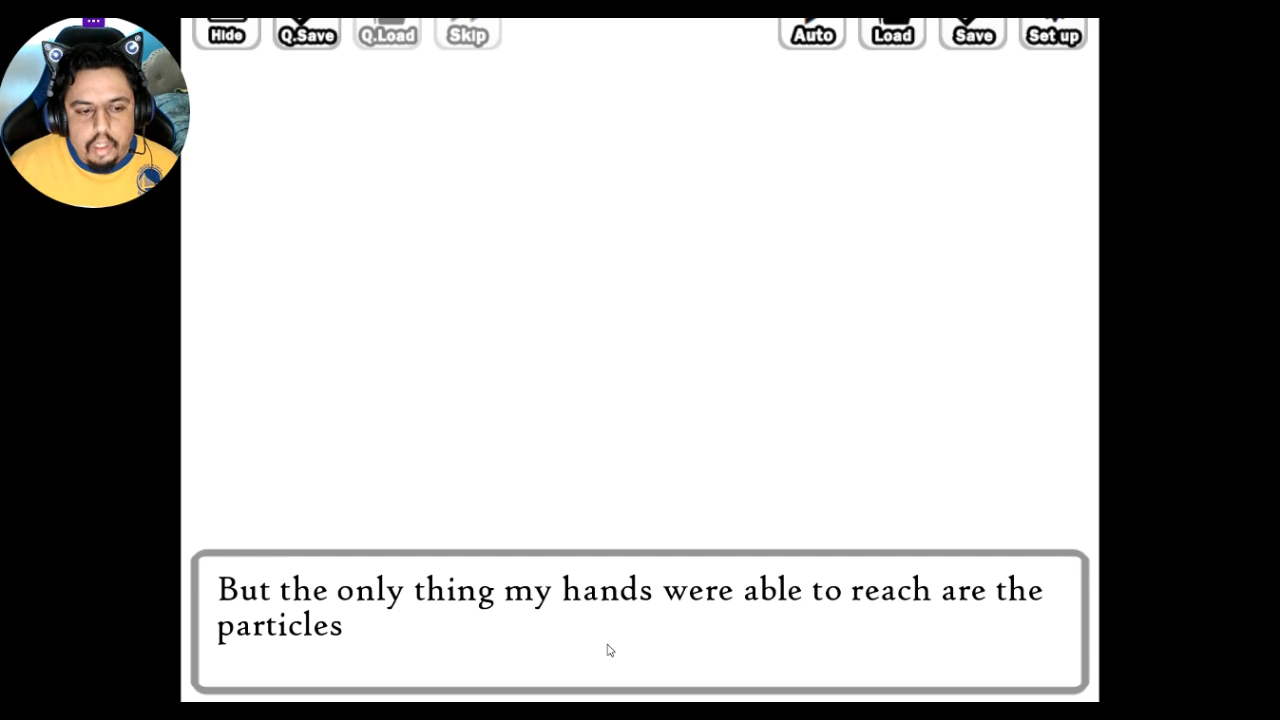 Hide Q.Save Q.Load Skip Auto Load Save Set up
But the only thing my hands were able to reach are the
particles